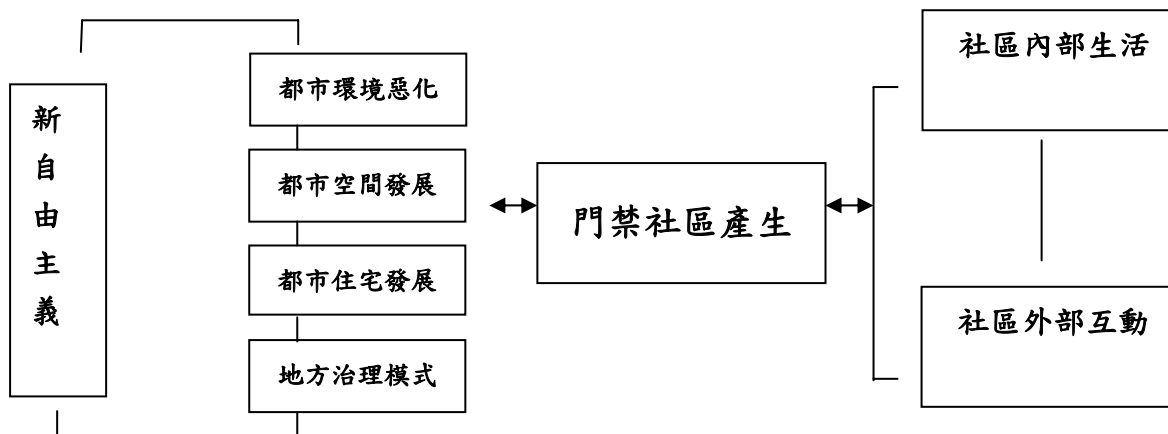 新自由主義
都市環境惡化
都市空間發展
都市住宅發展
地方治理模式
門禁社區產生
社區內部生活
社區外部互動